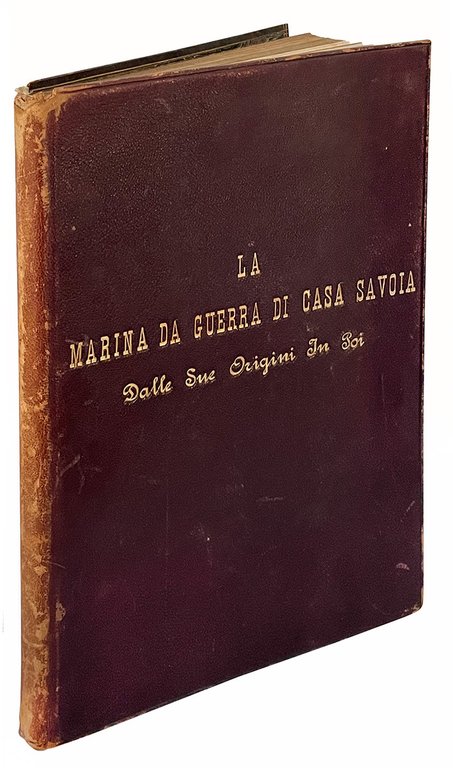 LA
MARINA DA GUERRA DI CASA SAVOIA
Dalle Sue Origini In Poi